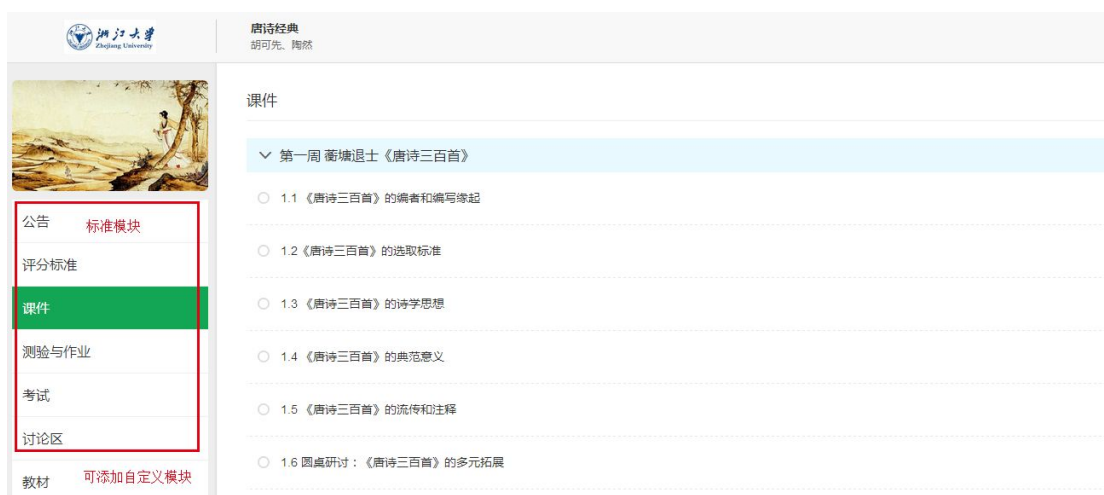 浙江大学
Zhejiang University
唐诗经典
胡可先、陶然
课件
第一周 蘅塘退士《唐诗三百首》
1.1 《唐诗三百首》的编者和编写缘起
1.2《唐诗三百首》的选取标准
1.3 《唐诗三百首》的诗学思想
1.4 《唐诗三百首》的典范意义
1.5 《唐诗三百首》的流传和注释
1.6 圆桌研讨：《唐诗三百首》的多元拓展
公告 标准模块
评分标准
课件
测验与作业
考试
讨论区
教材 可添加自定义模块